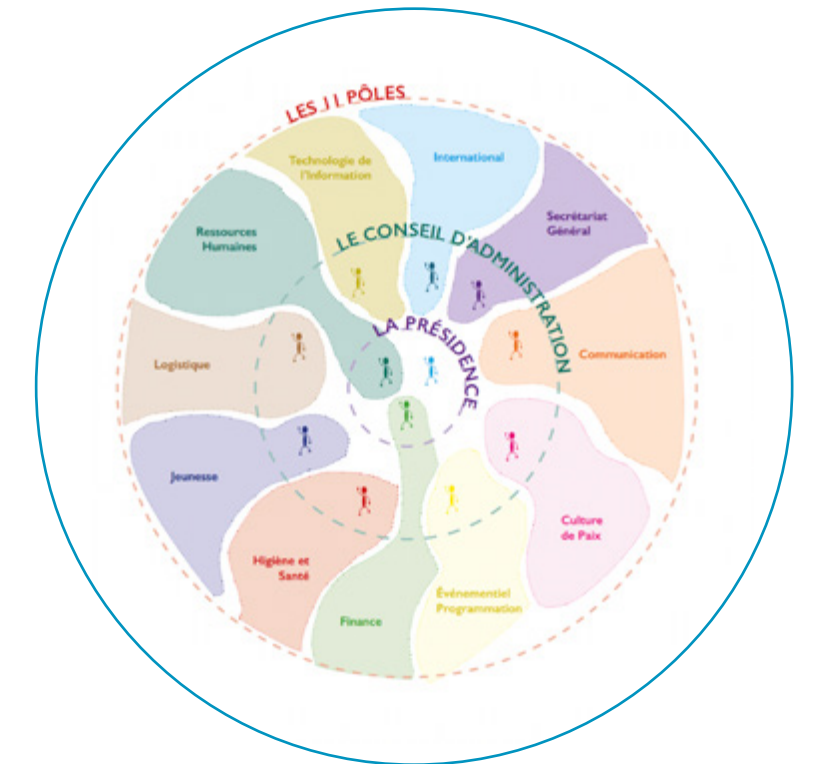 LES 11 PÔLES
Technologie de
l'Information
International
Secrétariat
Général
Ressources
Humaines
LE CONSEIL D'ADMINISTRATION
LA PRÉSIDENCE
Logistique
Communication
Jeunesse
Culture
de Paix
Higiène et
Santé
Événementiel
Programmation
Finance